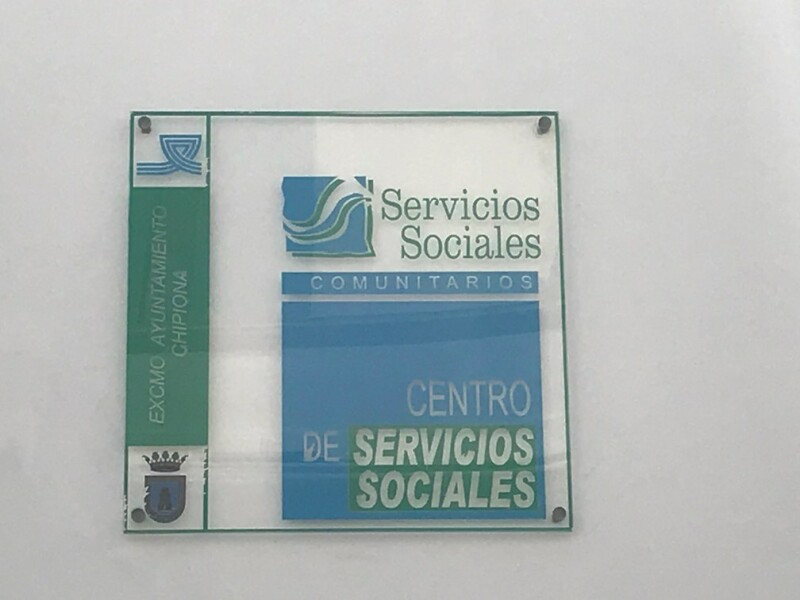 EXCMO AYUNTAMIENTO
CHIPIONA
Servicios
Sociales
COMUNITARIOS
CENTRO
DE SERVICIOS
SOCIALES